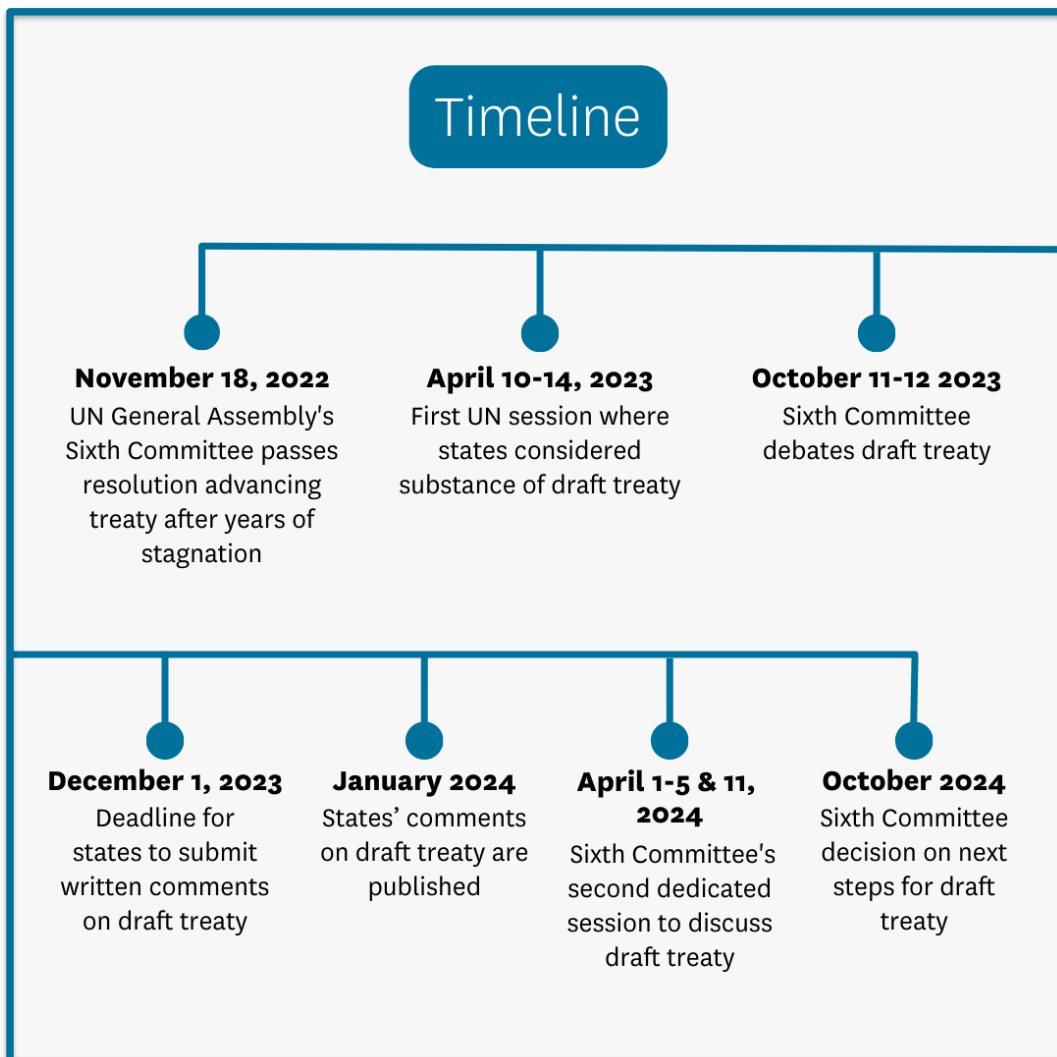 Timeline
November 18, 2022
UN General Assembly's
Sixth Committee passes
resolution advancing
treaty after years of
stagnation
April 10-14, 2023
First UN session where
states considered
substance of draft treaty
October 11-12 2023
Sixth Committee
debates draft treaty
December 1, 2023
Deadline for
states to submit
written comments
on draft treaty
January 2024
States’ comments
on draft treaty are
published
April 1-5 & 11,
2024
Sixth Committee's
second dedicated
session to discuss
draft treaty
October 2024
Sixth Committee
decision on next
steps for draft
treaty